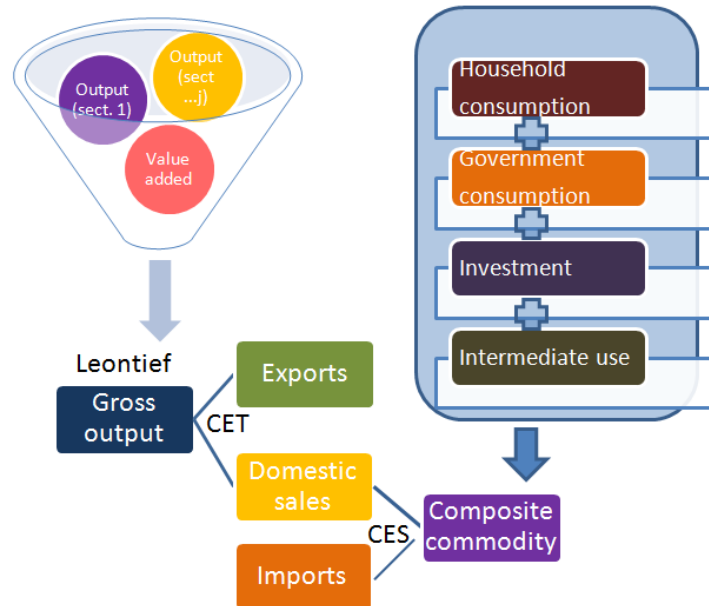 Output
(sect. 1)
Output
(sect
...j)
Value
added
Household
consumption
Government
consumption
Investment
Intermediate use
Leontief
Gross
output
CET
Exports
Domestic
sales
CES
Imports
Composite
commodity